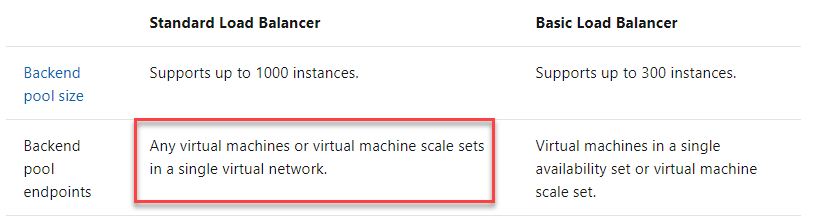 Standard Load Balancer Basic Load Balancer
Backend pool size
Supports up to 1000 instances. Supports up to 300 instances.
Backend pool endpoints
Any virtual machines or virtual machine scale sets
in a single virtual network.
Virtual machines in a single
availability set or virtual machine
scale set.